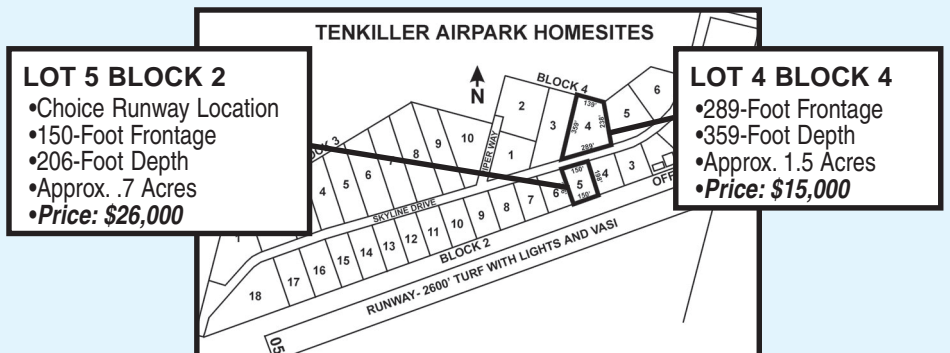 TENKILLER AIRPARK HOMESITES
LOT 5 BLOCK 2
•Choice Runway Location
•150-Foot Frontage
•206-Foot Depth
•Approx. .7 Acres
•Price: $26,000
LOT 4 BLOCK 4
•289-Foot Frontage
•359-Foot Depth
•Approx. 1.5 Acres
•Price: $15,000
N
BLOCK 4
2
3
139'
359'
4
238'
289'
5
6
1
4
5
6
7
8
9
10
1
SKYLINE DRIVE
150'
5
150'
4
3
6
7
8
9
10
11
12
13
14
15
16
17
18
BLOCK 2
RUNWAY- 2600' TURF WITH LIGHTS AND VASI
05